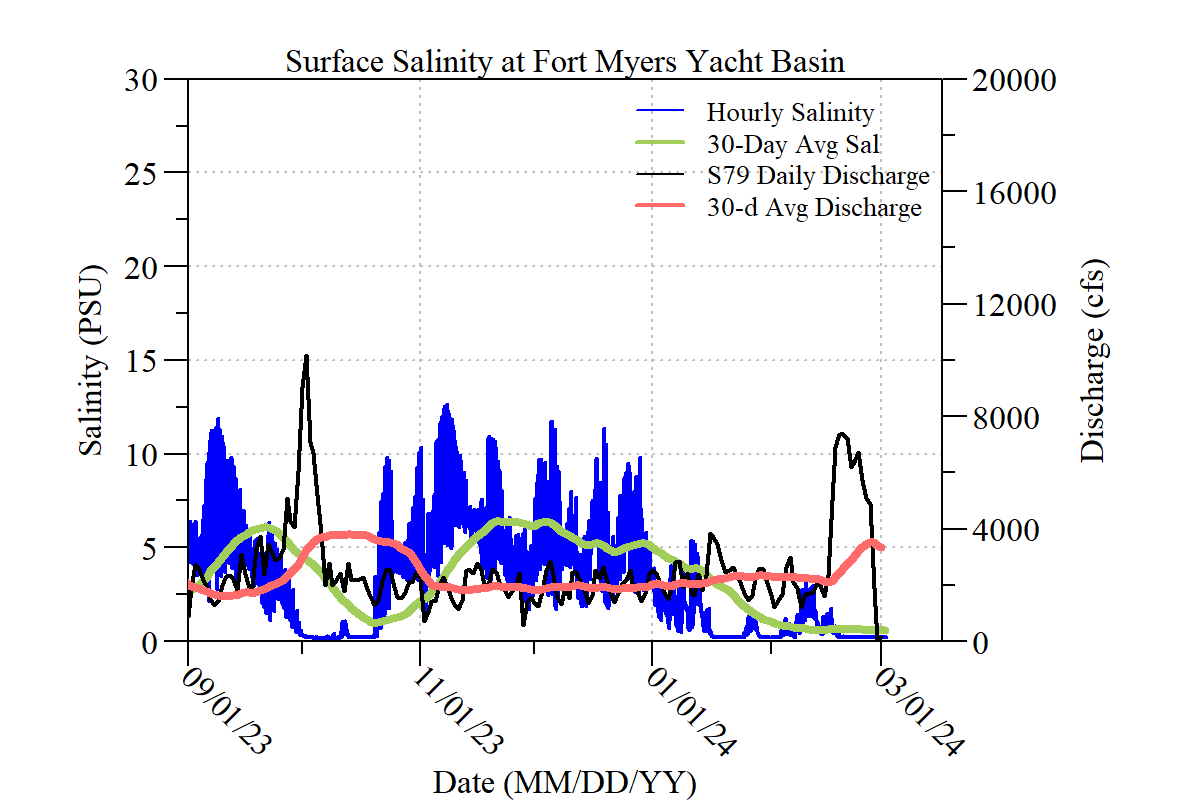 Surface Salinity at Fort Myers Yacht Basin
30
25
20
15
10
5
0
Salinity (PSU)
Hourly Salinity
30-Day Avg Sal
S79 Daily Discharge
30-d Avg Discharge
20000
16000
12000
8000
4000
0
Discharge (cfs)
09/01/23
11/01/23
01/01/24
03/01/24
Date (MM/DD/YY)